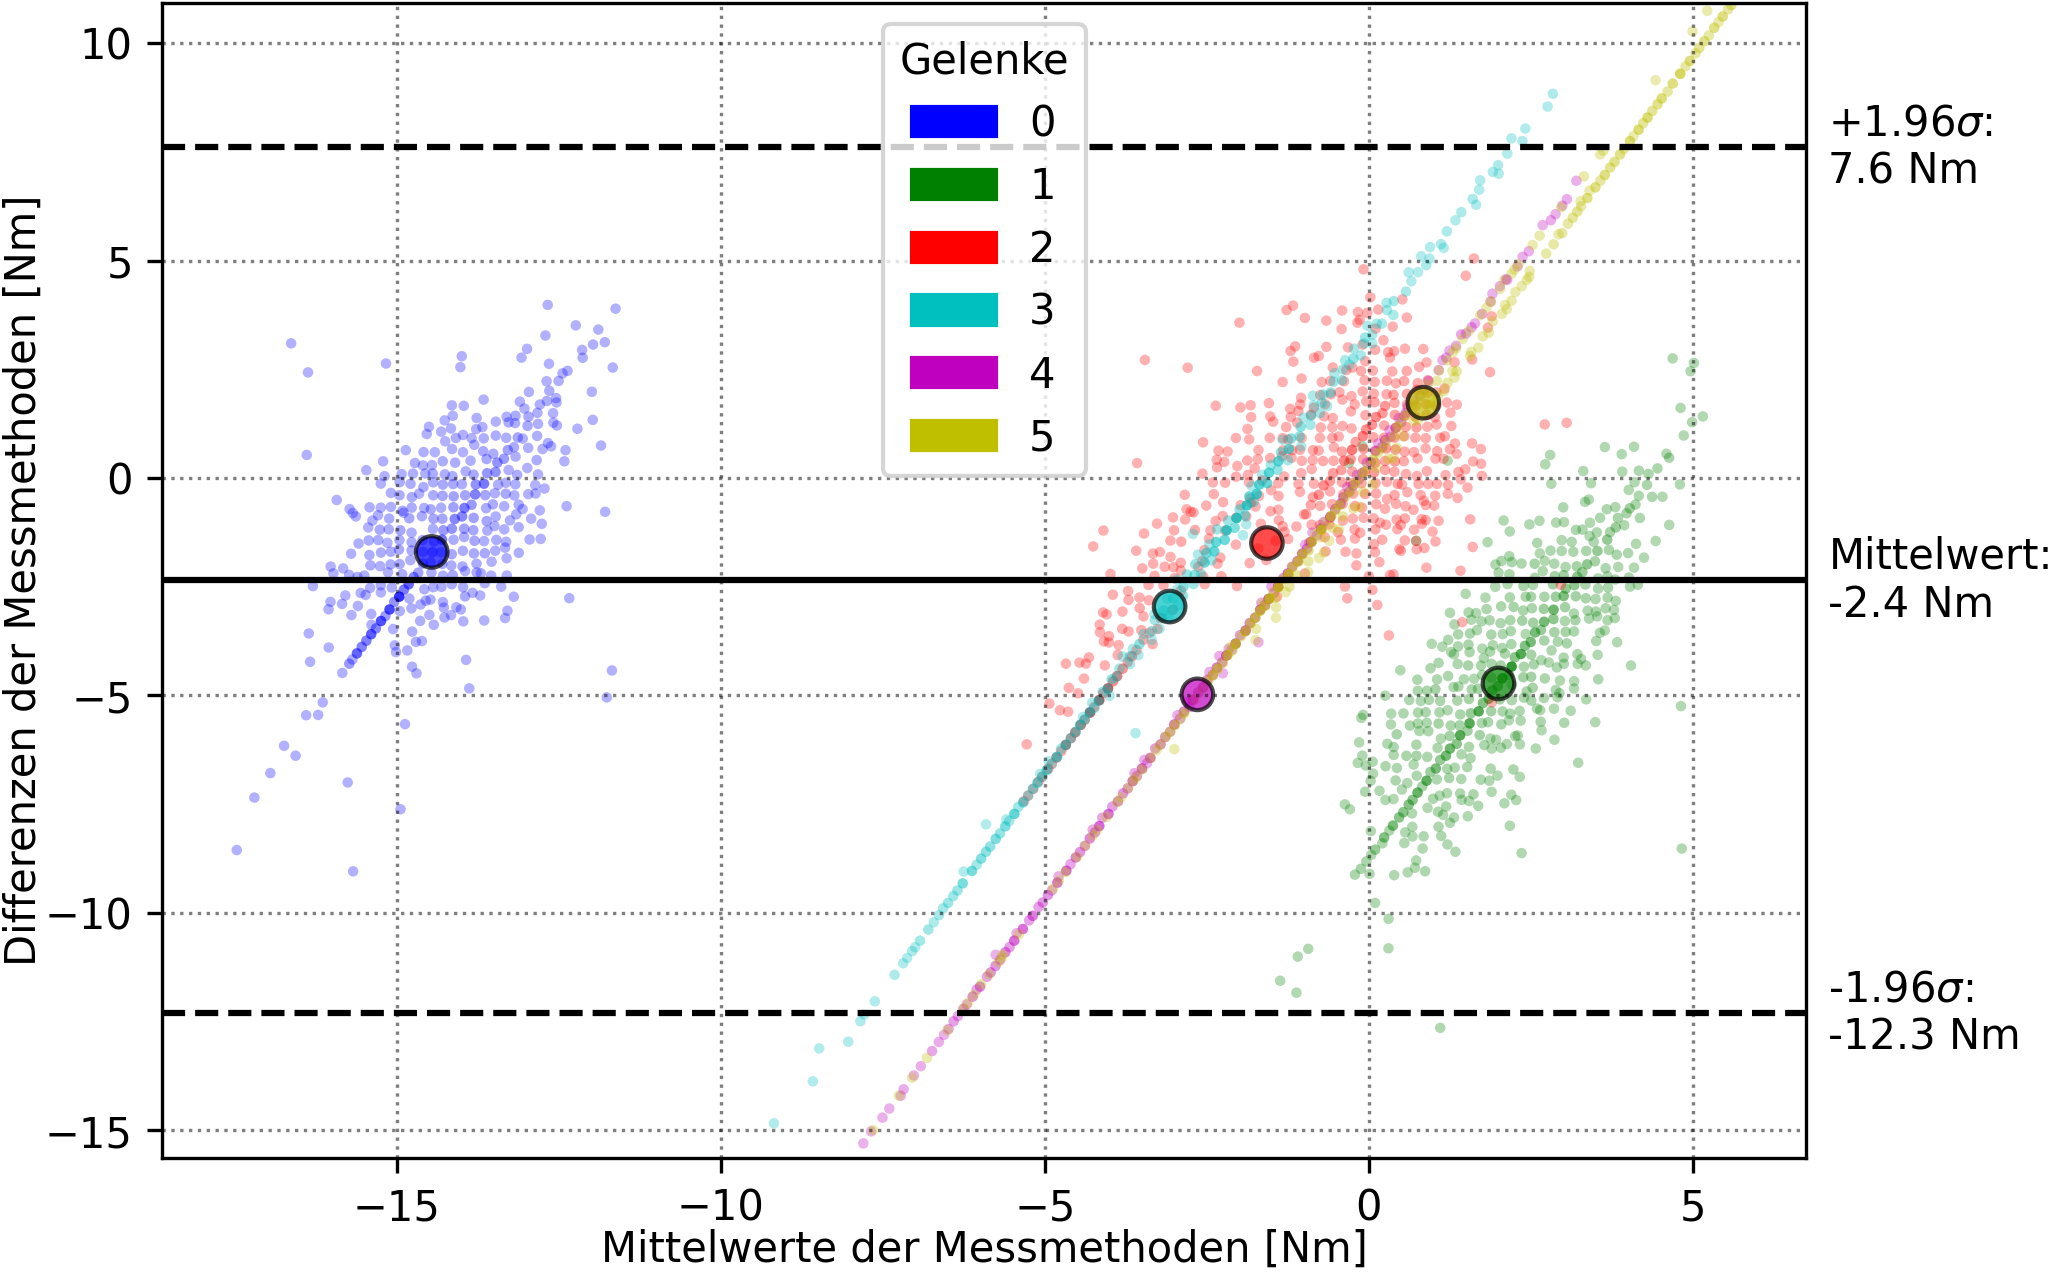 Differenzen der Messmethoden [Nm]
10
5
0
−5
−10
−15
Gelenke
0
1
2
3
4
5
+1.96σ:
7.6 Nm
Mittelwert:
-2.4 Nm
-1.96σ:
-12.3 Nm
−15
−10
−5
0
5
Mittelwerte der Messmethoden [Nm]